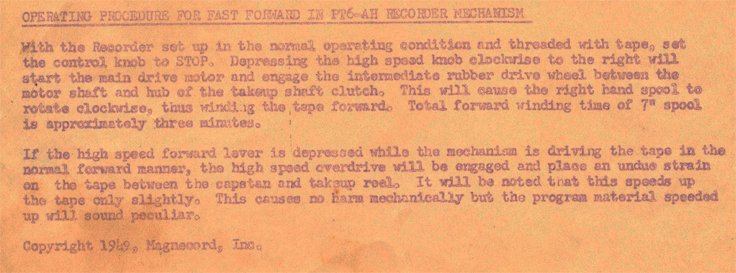 OPERATING PROCEDURE FOR FAST FORWARD IN PT6-AH RECORDER MECHANISM
With the Recorder set up in the normal operating condition and threaded with tape, set
the control knob to STOP. Depressing the high speed knob clockwise to the right will
start the main drive motor and engage the intermediate rubber drive wheel between the
motor shaft and hub of the takeup shaft clutch. This will cause the right hand spool to
rotate clockwise, thus winding the tape forward. Total forward winding time of 7" spool
is approximately three minutes.
If the high speed forward lever is depressed while the mechanism is driving the tape in the
normal forward manner, the high speed overdrive will be engaged and place an undue strain
on the tape between the capstan and takeup reel. It will be noted that this speeds up
the tape only slightly. This causes no harm mechanically but the program material speeded
up will sound peculiar.
Copyright 1949, Magnecord, Inc.